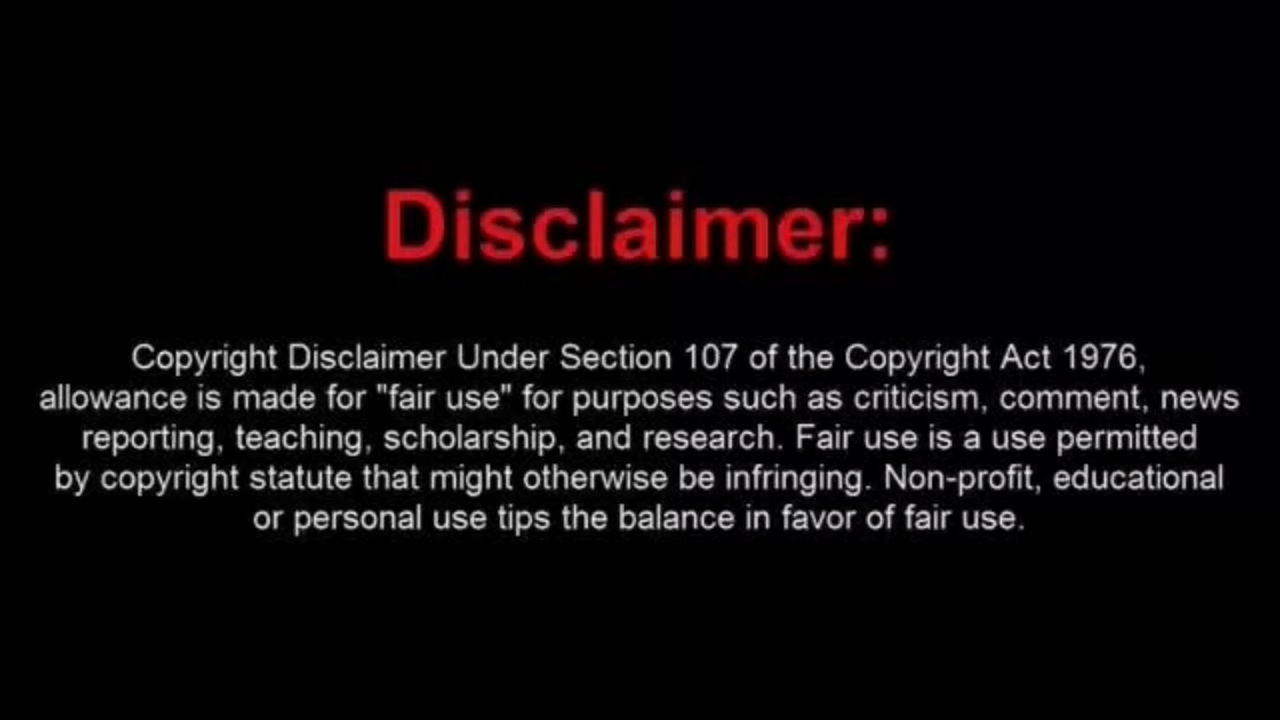 Disclaimer:
Copyright Disclaimer Under Section 107 of the Copyright Act 1976,
allowance is made for "fair use" for purposes such as criticism, comment, news
reporting, teaching, scholarship, and research. Fair use is a use permitted
by copyright statute that might otherwise be infringing. Non-profit, educational
or personal use tips the balance in favor of fair use.